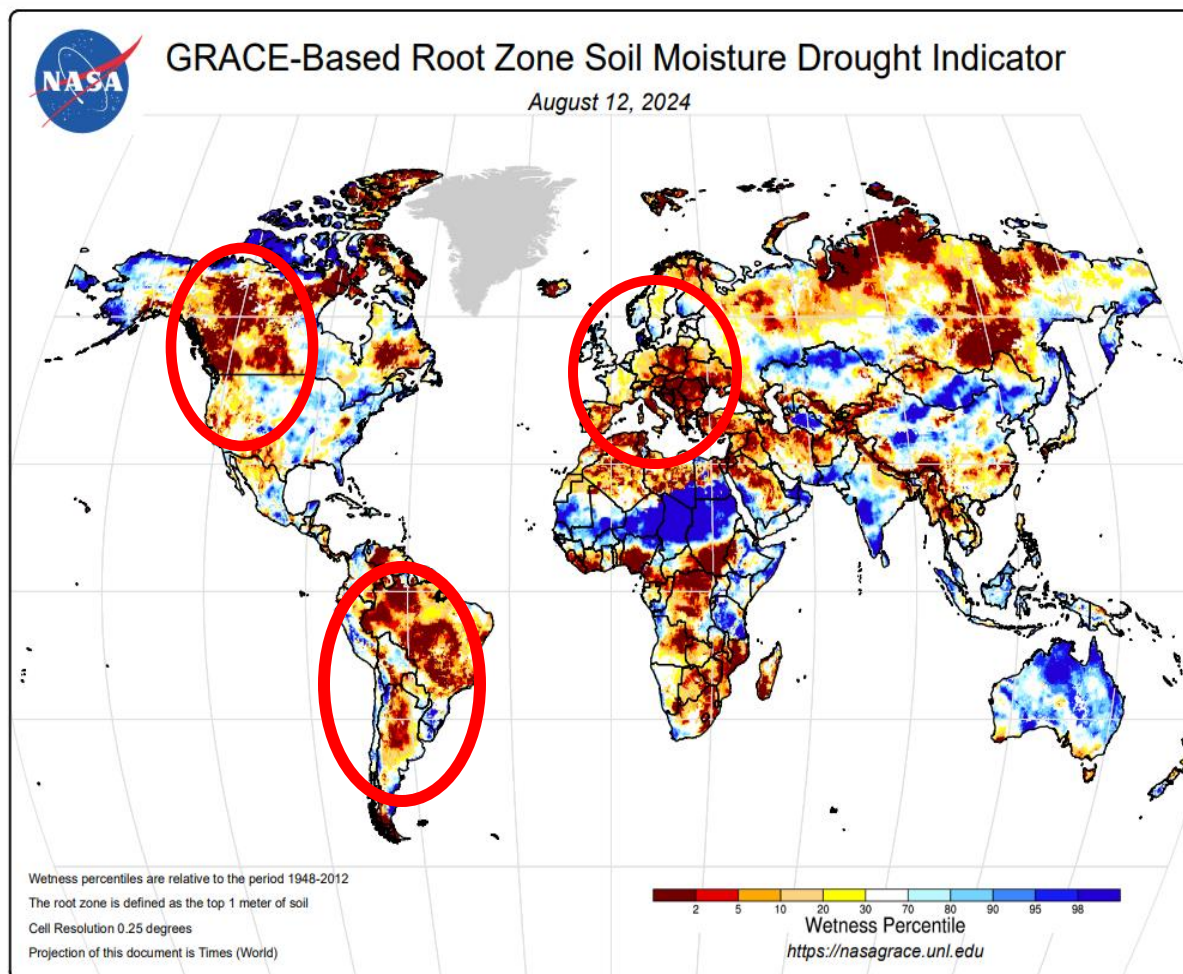 NASA
GRACE-Based Root Zone Soil Moisture Drought Indicator
August 12, 2024
Wetness percentiles are relative to the period 1948-2012
The root zone is defined as the top 1 meter of soil
Cell Resolution 0.25 degrees
Projection of this document is Times (World)
2 5 10 20 30 70 80 90 95 98
Wetness Percentile
https://nasagrace.unl.edu